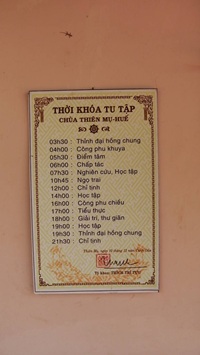 THỜI KHÓA TU TẬP
CHÙA THIÊN MỤ-HUẾ
03h30 : Thỉnh đại hồng chung
04h00 : Công phu khuya
05h30 : Điểm tâm
06h00 : Chấp tác
07h30 : Nghiên cứu, Học tập
10h45 : Ngọ trai
12h00 : Chỉ tịnh
14h00 : Học tập
16h00 : Công phu chiều
17h00 : Tiểu thực
18h00 : Giải trí, thư giãn
19h00 : Học tập
19h30 : Thỉnh đại hồng chung
21h30 : Chỉ tịnh